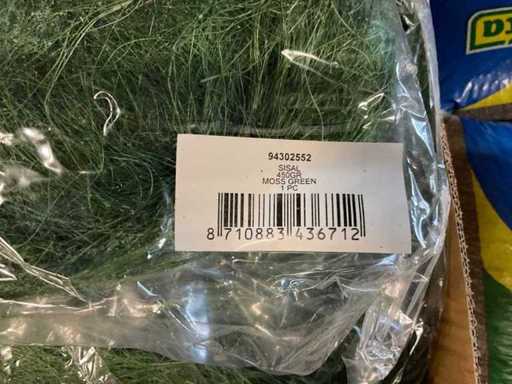 94302552
SISAL
450GR
MOSS GREEN
1 PC
8 710883 436712